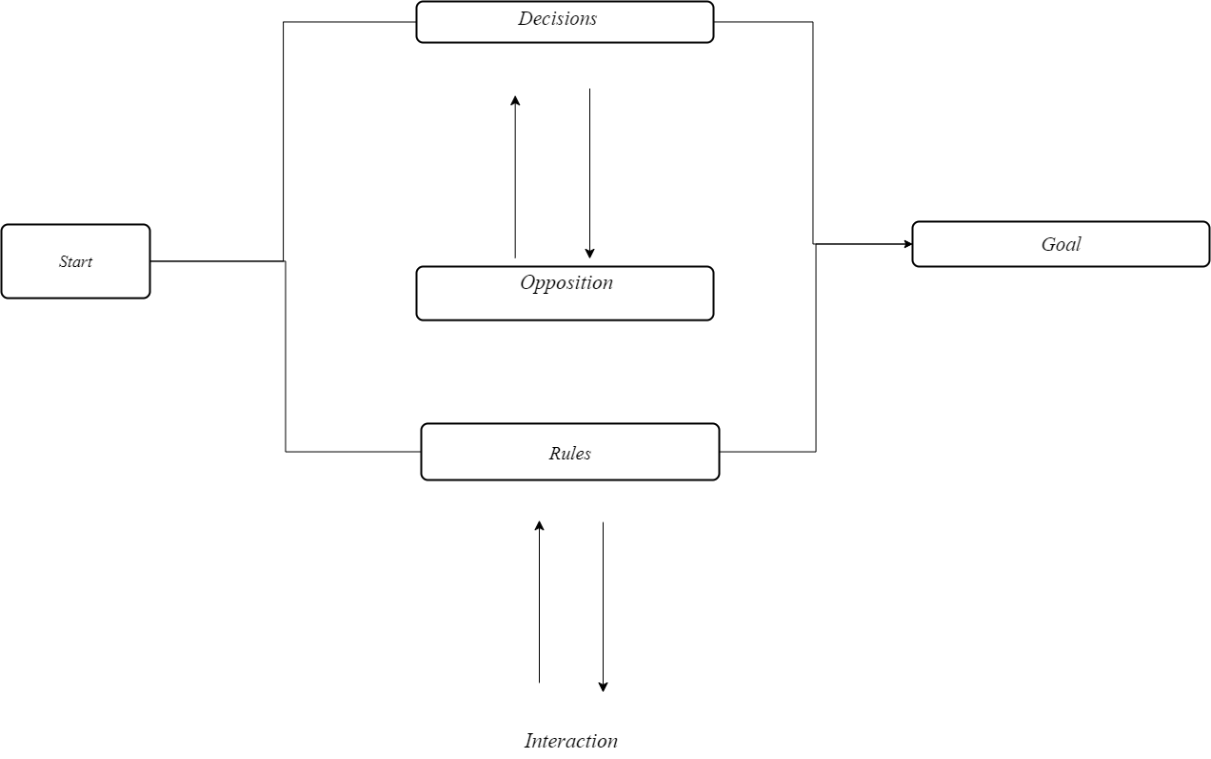 Decisions
Start
Goal
Opposition
Rules
Interaction